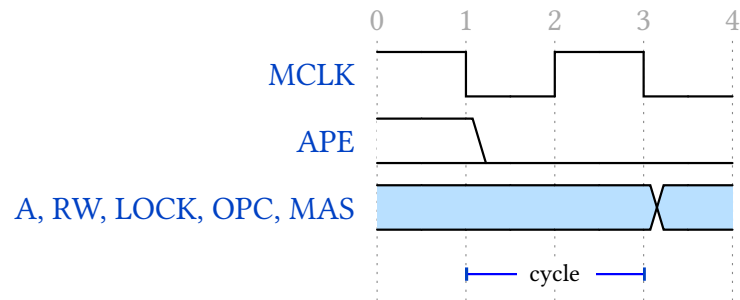 0 1 2 3 4
MCLK
APE
A, RW, LOCK, OPC, MAS
cycle